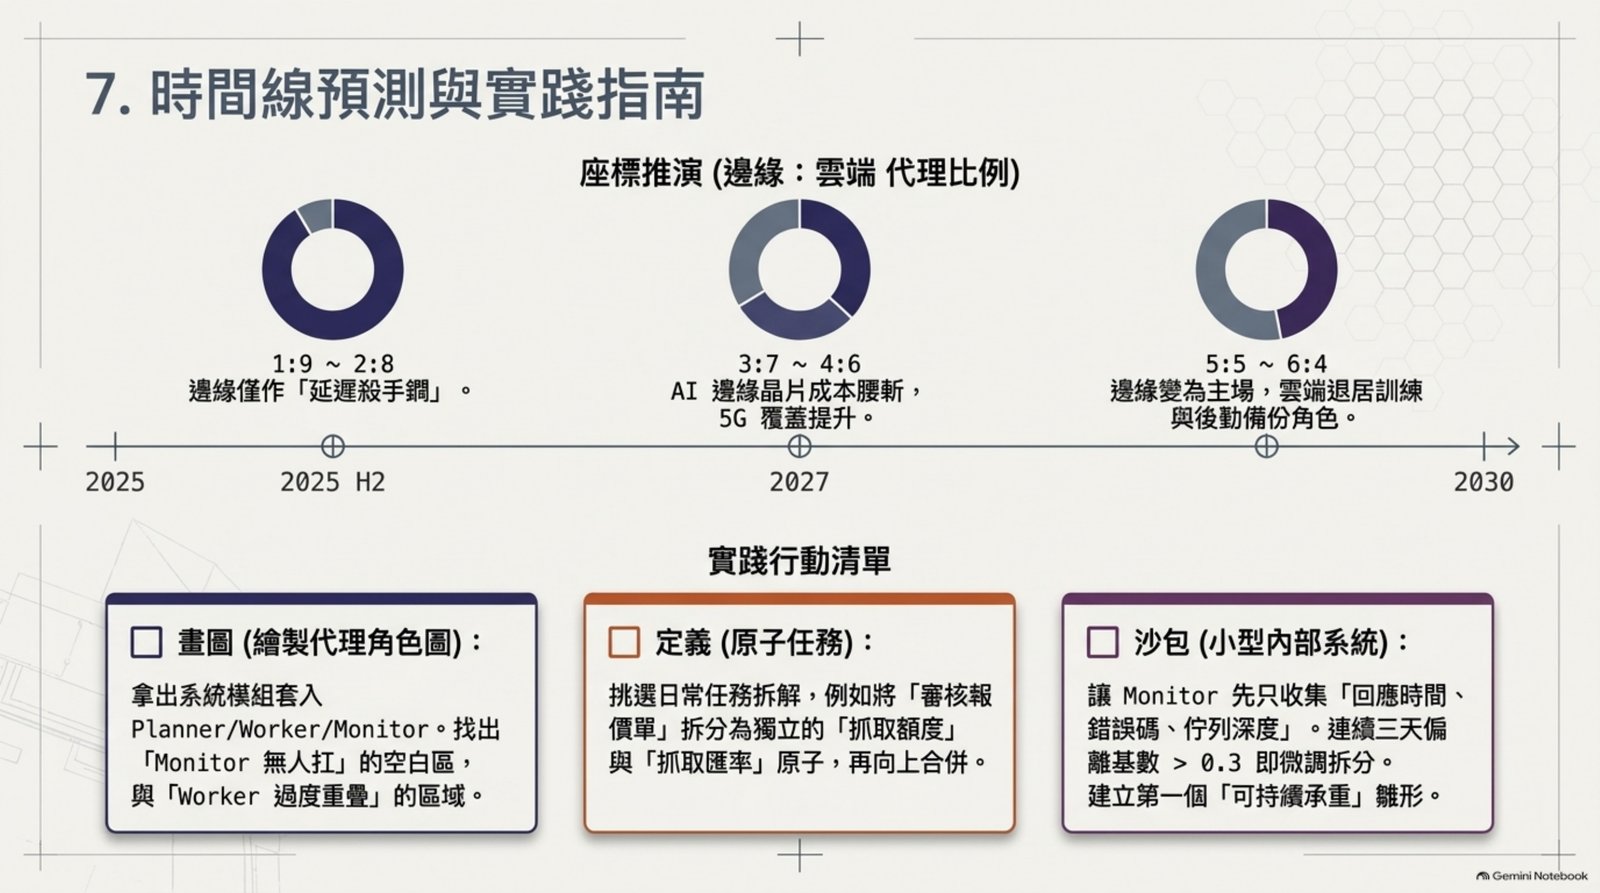 7. 時間線預測與實踐指南
座標推演 (邊緣：雲端 代理比例)
1:9 ~ 2:8
邊緣僅作「延遲殺手鐧」。
3:7 ~ 4:6
AI 邊緣晶片成本腰斬，
5G 覆蓋提升。
5:5 ~ 6:4
邊緣變為主場，雲端退居訓練
與後動備份角色。
2025
2025 H2
2027
2030
實踐行動清單
畫圖 (繪製代理角色圖)：
拿出系統模組套入
Planner/Worker/Monitor。找出
「Monitor 無人扛」的空白區，
與「Worker 過度重疊」的區域。
定義 (原子任務)：
挑選日常任務拆解，例如將「審核報
價單」拆分為獨立的「抓取額度」
與「抓取匯率」原子，再向上合併。
沙包 (小型內部系統)：
讓 Monitor 先只收集「回應時間、
錯誤碼、佇列深度」。連續三天偏
離基數 > 0.3 即微調拆分。
建立第一個「可持續承重」雛形。
Gemini Notebook